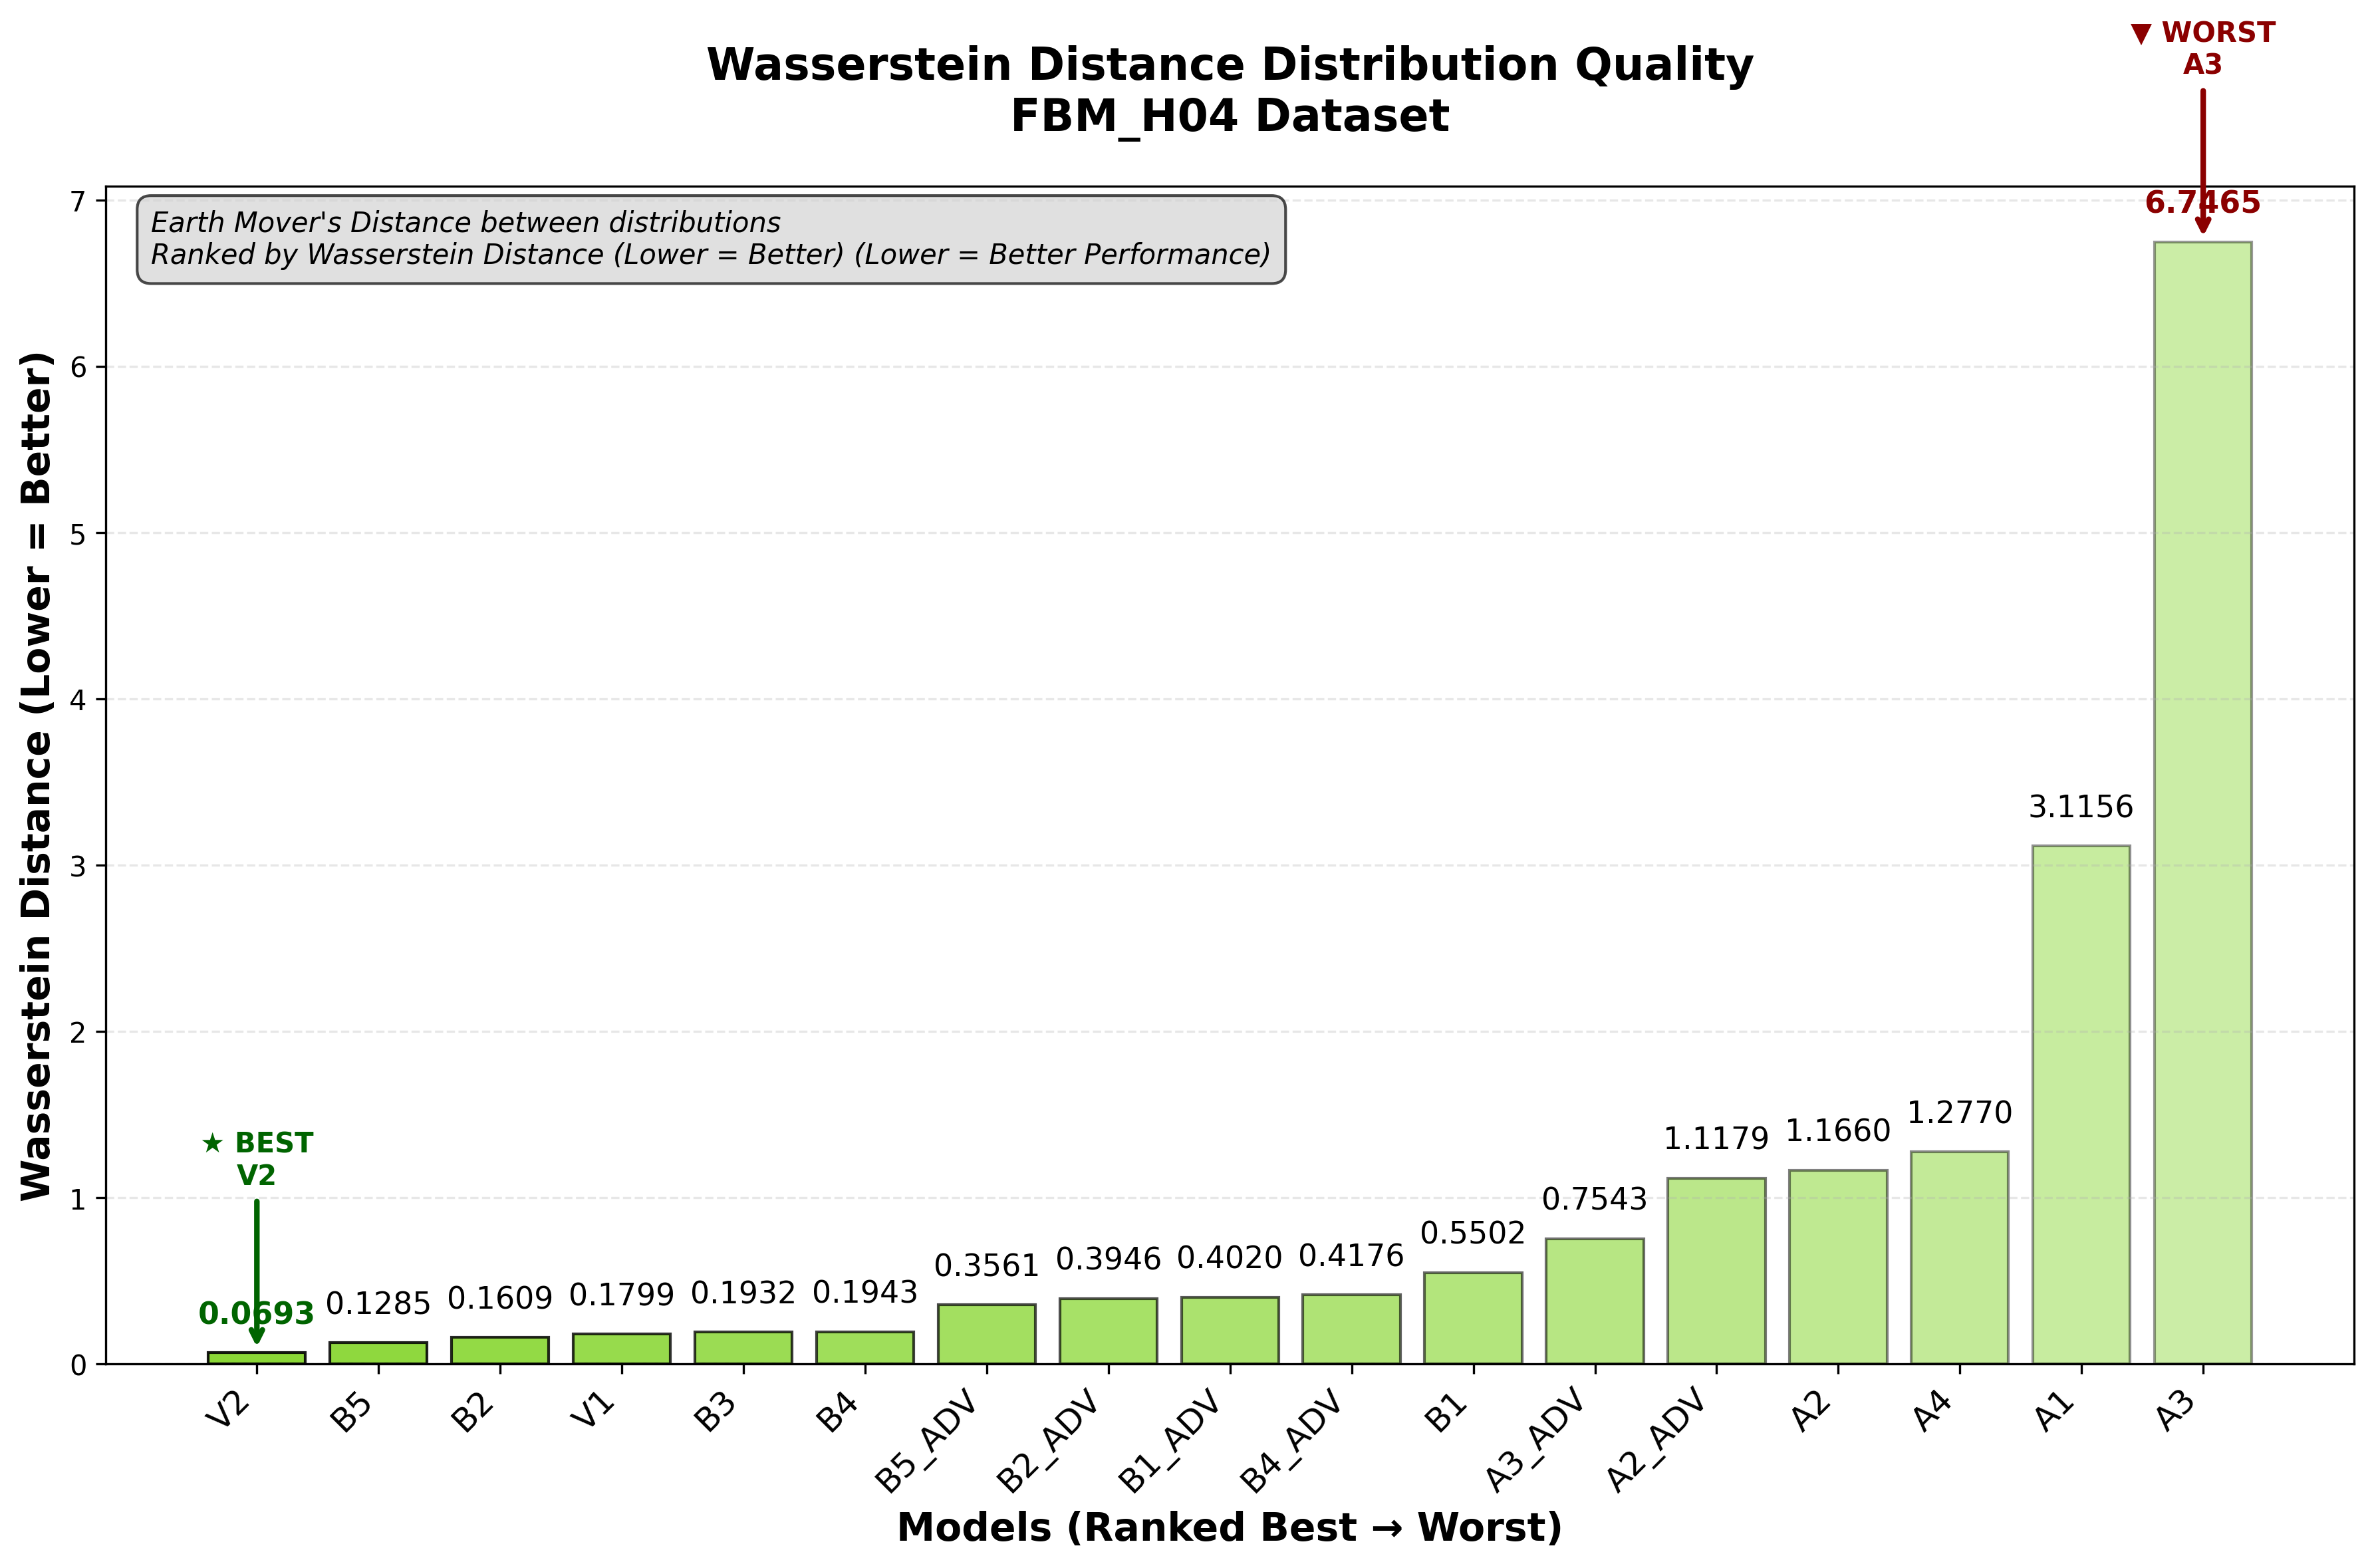 ▼ WORST
A3
Wasserstein Distance Distribution Quality
FBM_H04 Dataset
Earth Mover's Distance between distributions
Ranked by Wasserstein Distance (Lower = Better) (Lower = Better Performance)
Wasserstein Distance (Lower = Better)
7
6
5
4
3
2
1
0
★ BEST
V2
0.0693
0.1285
0.1609
0.1799
0.1932
0.1943
0.3561
0.3946
0.4020
0.4176
0.5502
0.7543
1.1179
1.1660
1.2770
3.1156
6.7465
V2
B5
B2
V1
B3
B4
B5_ADV
B2_ADV
B1_ADV
B4_ADV
B1
A3_ADV
A2_ADV
A2
A4
A1
A3
Models (Ranked Best → Worst)